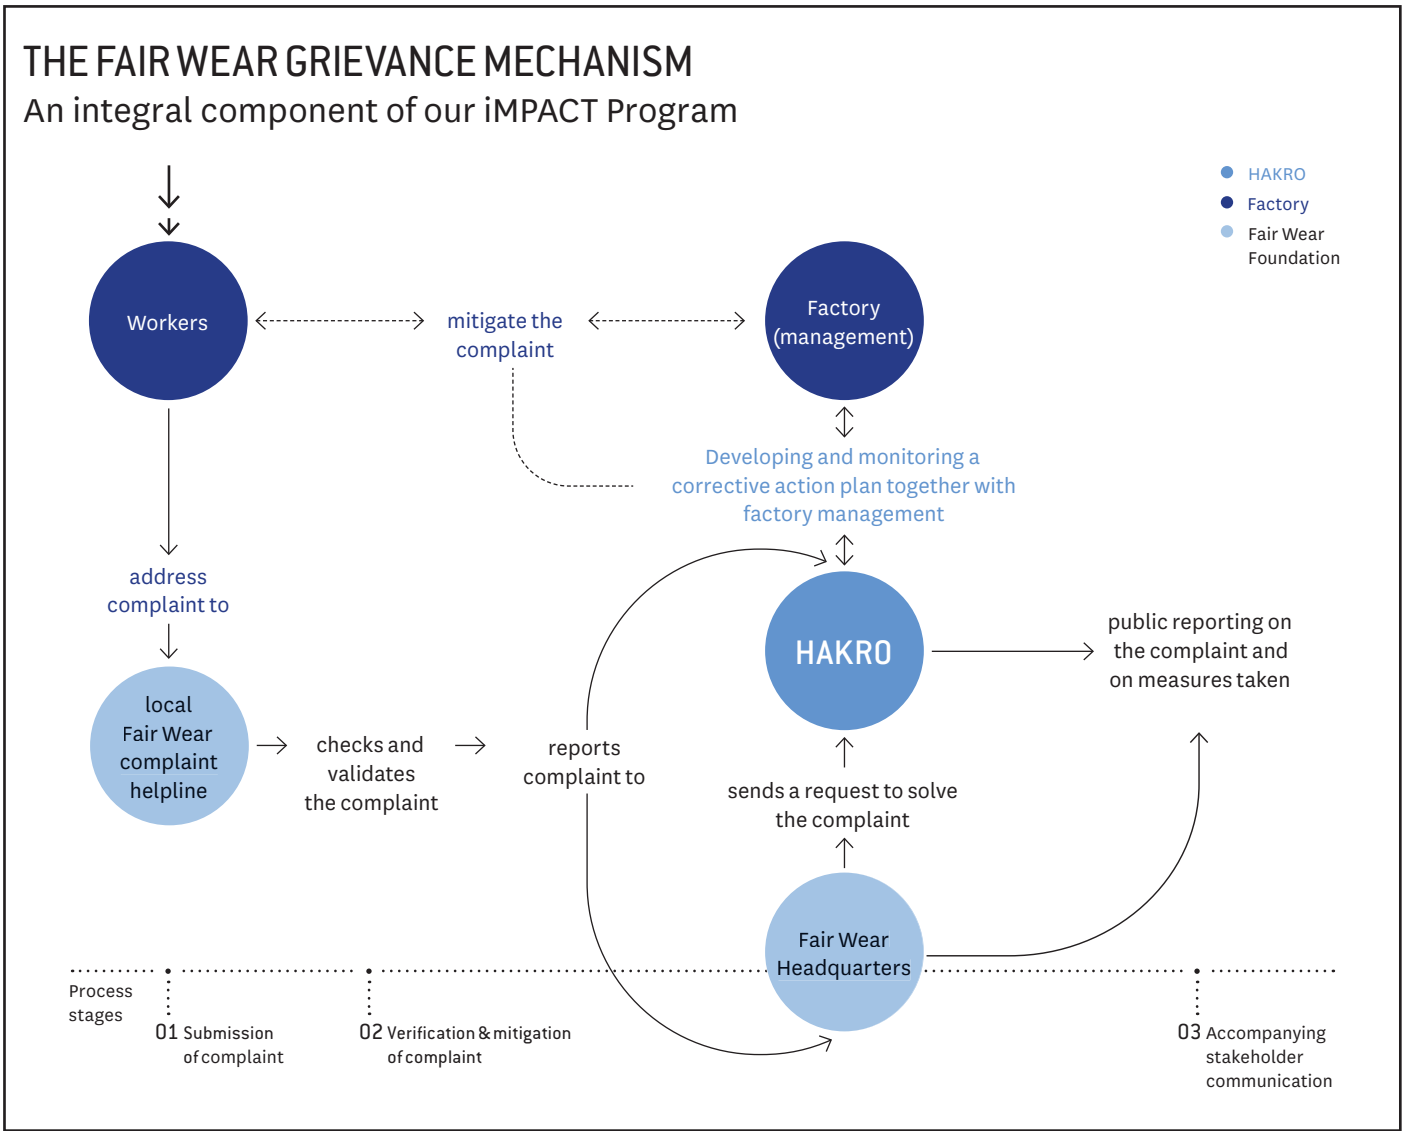 THE FAIR WEAR GRIEVANCE MECHANISM
An integral component of our iMPACT Program
HAKRO
Factory
Fair Wear
Foundation
Workers
mitigate the
complaint
Factory
(management)
Developing and monitoring a
corrective action plan together with
factory management
address
complaint to
HAKRO
public reporting on
the complaint and
on measures taken
local
Fair Wear
complaint
helpline
checks and
validates
the complaint
reports
complaint to
sends a request to solve
the complaint
Fair Wear
Headquarters
Process
stages
01 Submission
of complaint
02 Verification & mitigation
of complaint
03 Accompanying
stakeholder
communication